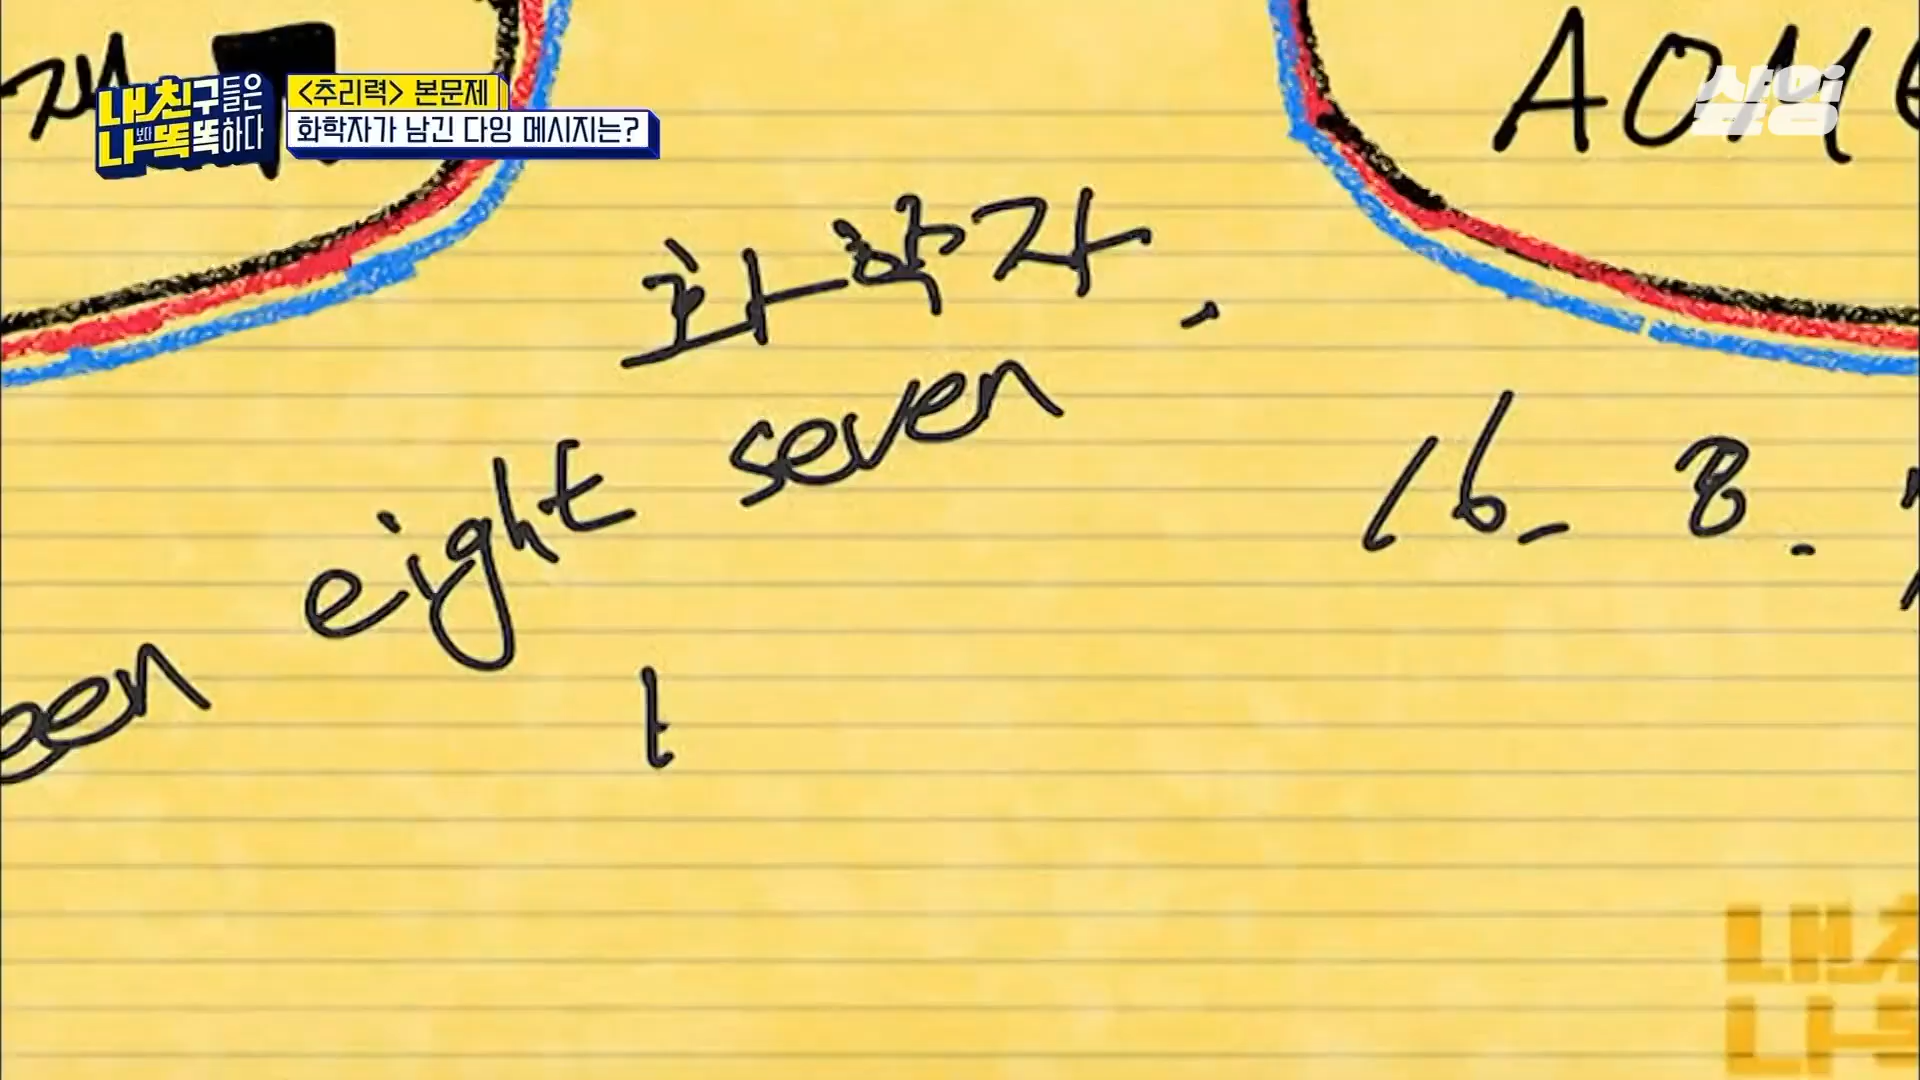 내 친구들은
나보다 똑똑하다
<추리력> 본문제
화학자가 남긴 다잉 메시지는?
AOM
샾잉
화학자.
een eight seven
16. 8.
t